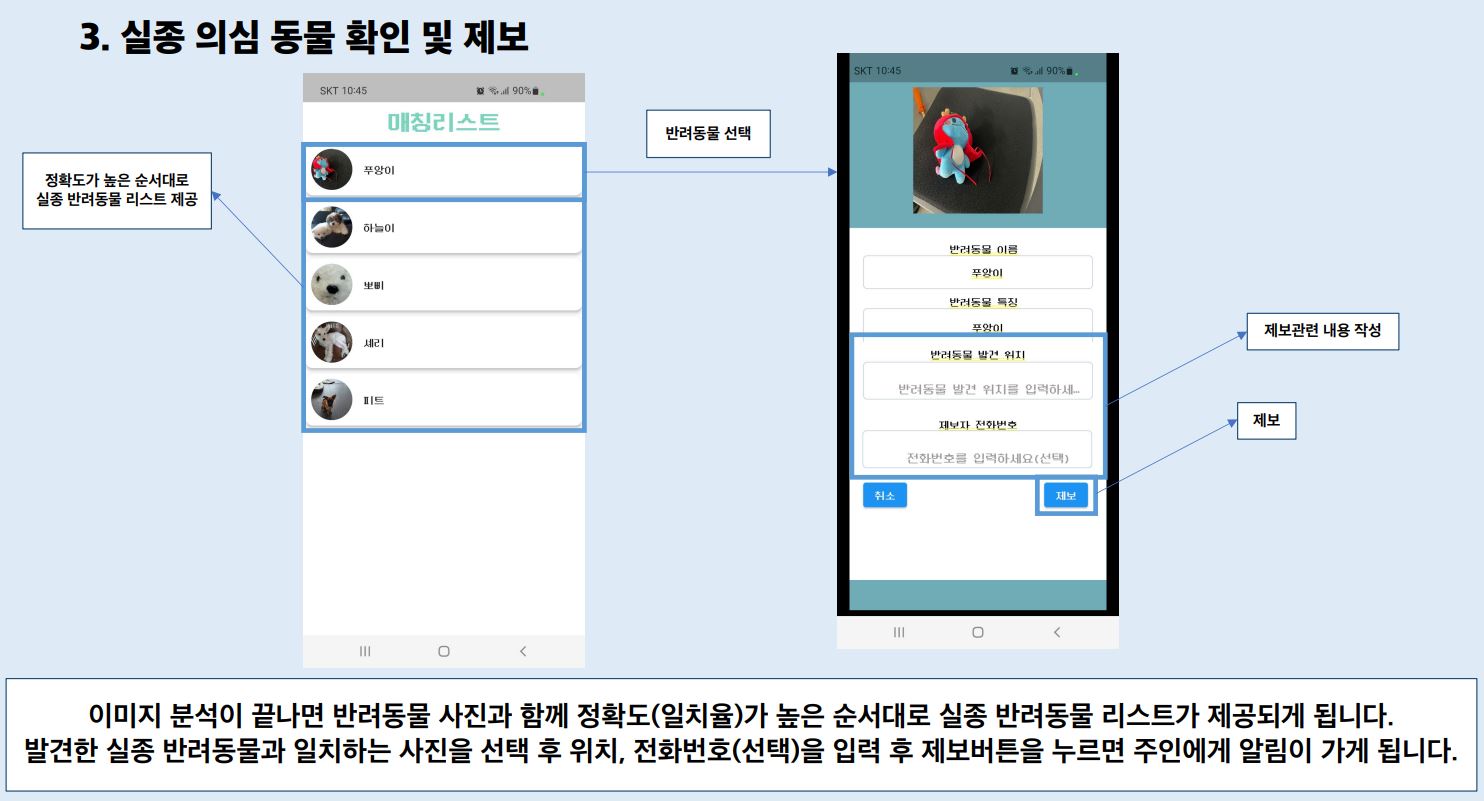 3. 실종 의심 동물 확인 및 제보
SKT 10:45
90%
매칭리스트
푸앙이
하늘이
뽀삐
세리
피트
정확도가 높은 순서대로
실종 반려동물 리스트 제공
반려동물 선택
SKT 10:45
90%
반려동물 이름
푸앙이
반려동물 특징
푸앙이
반려동물 발견 위치
반려동물 발견 위치를 입력하세...
제보자 전화번호
전화번호를 입력하세요(선택)
취소
제보
제보관련 내용 작성
제보
이미지 분석이 끝나면 반려동물 사진과 함께 정확도(일치율)가 높은 순서대로 실종 반려동물 리스트가 제공되게 됩니다.
발견한 실종 반려동물과 일치하는 사진을 선택 후 위치, 전화번호(선택)을 입력 후 제보버튼을 누르면 주인에게 알림이 가게 됩니다.